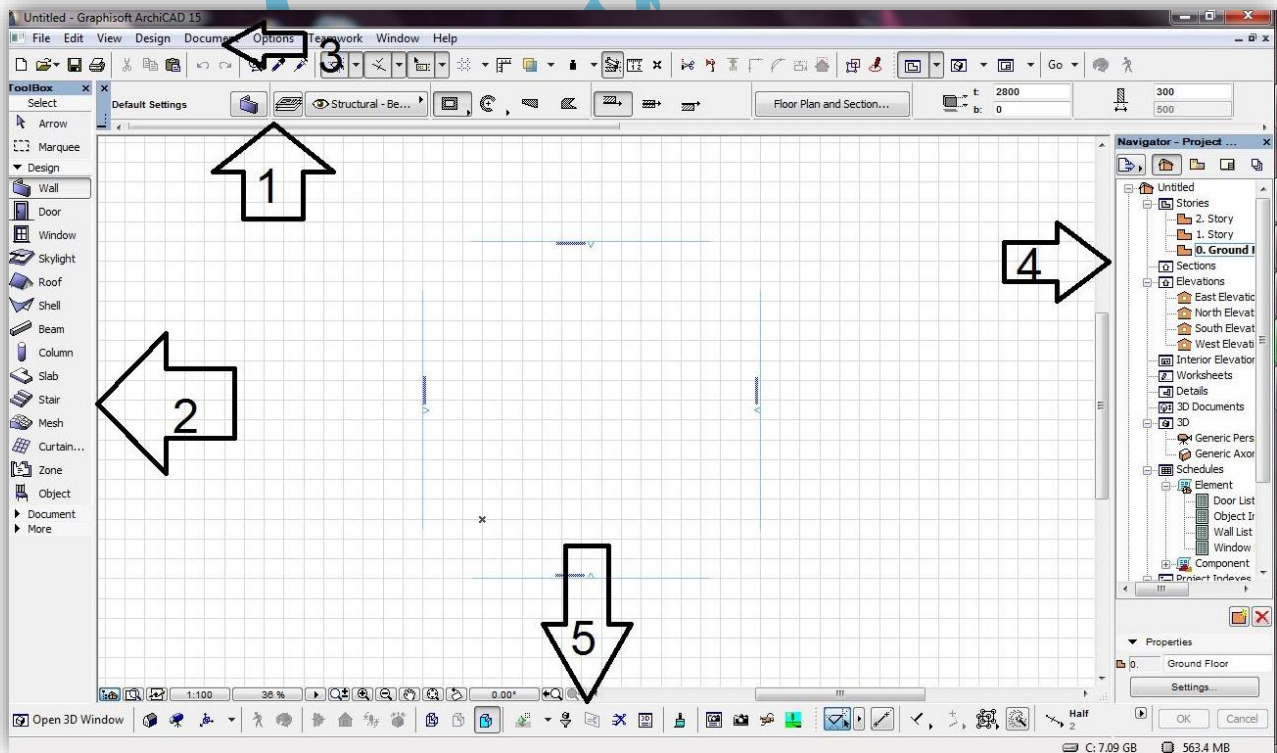 Untitled - Graphisoft ArchiCAD 15
File Edit View Design Document Options Teamwork Window Help
3
Go
ToolBox
Select
Arrow
Marquee
Design
Wall
Door
Window
Skylight
Roof
Shell
Beam
Column
Slab
Stair
Mesh
Curtain...
Zone
Object
Document
More
Default Settings
Structural - Be...
Floor Plan and Section...
t: 2800
b: 0
300
500
1
2
4
5
Navigator - Project ...
Untitled
Stories
2. Story
1. Story
0. Ground F
Sections
Elevations
East Elevatic
North Elevat
South Elevat
West Elevati
Interior Elevation
Worksheets
Details
3D Documents
3D
Generic Pers
Generic Axor
Schedules
Element
Door List
Object Ir
Wall List
Window
Component
Project Indexes
Properties
0. Ground Floor
Settings...
1:100 36 % 0.00°
Open 3D Window
Half
2
OK Cancel
C: 7.09 GB 563.4 MB